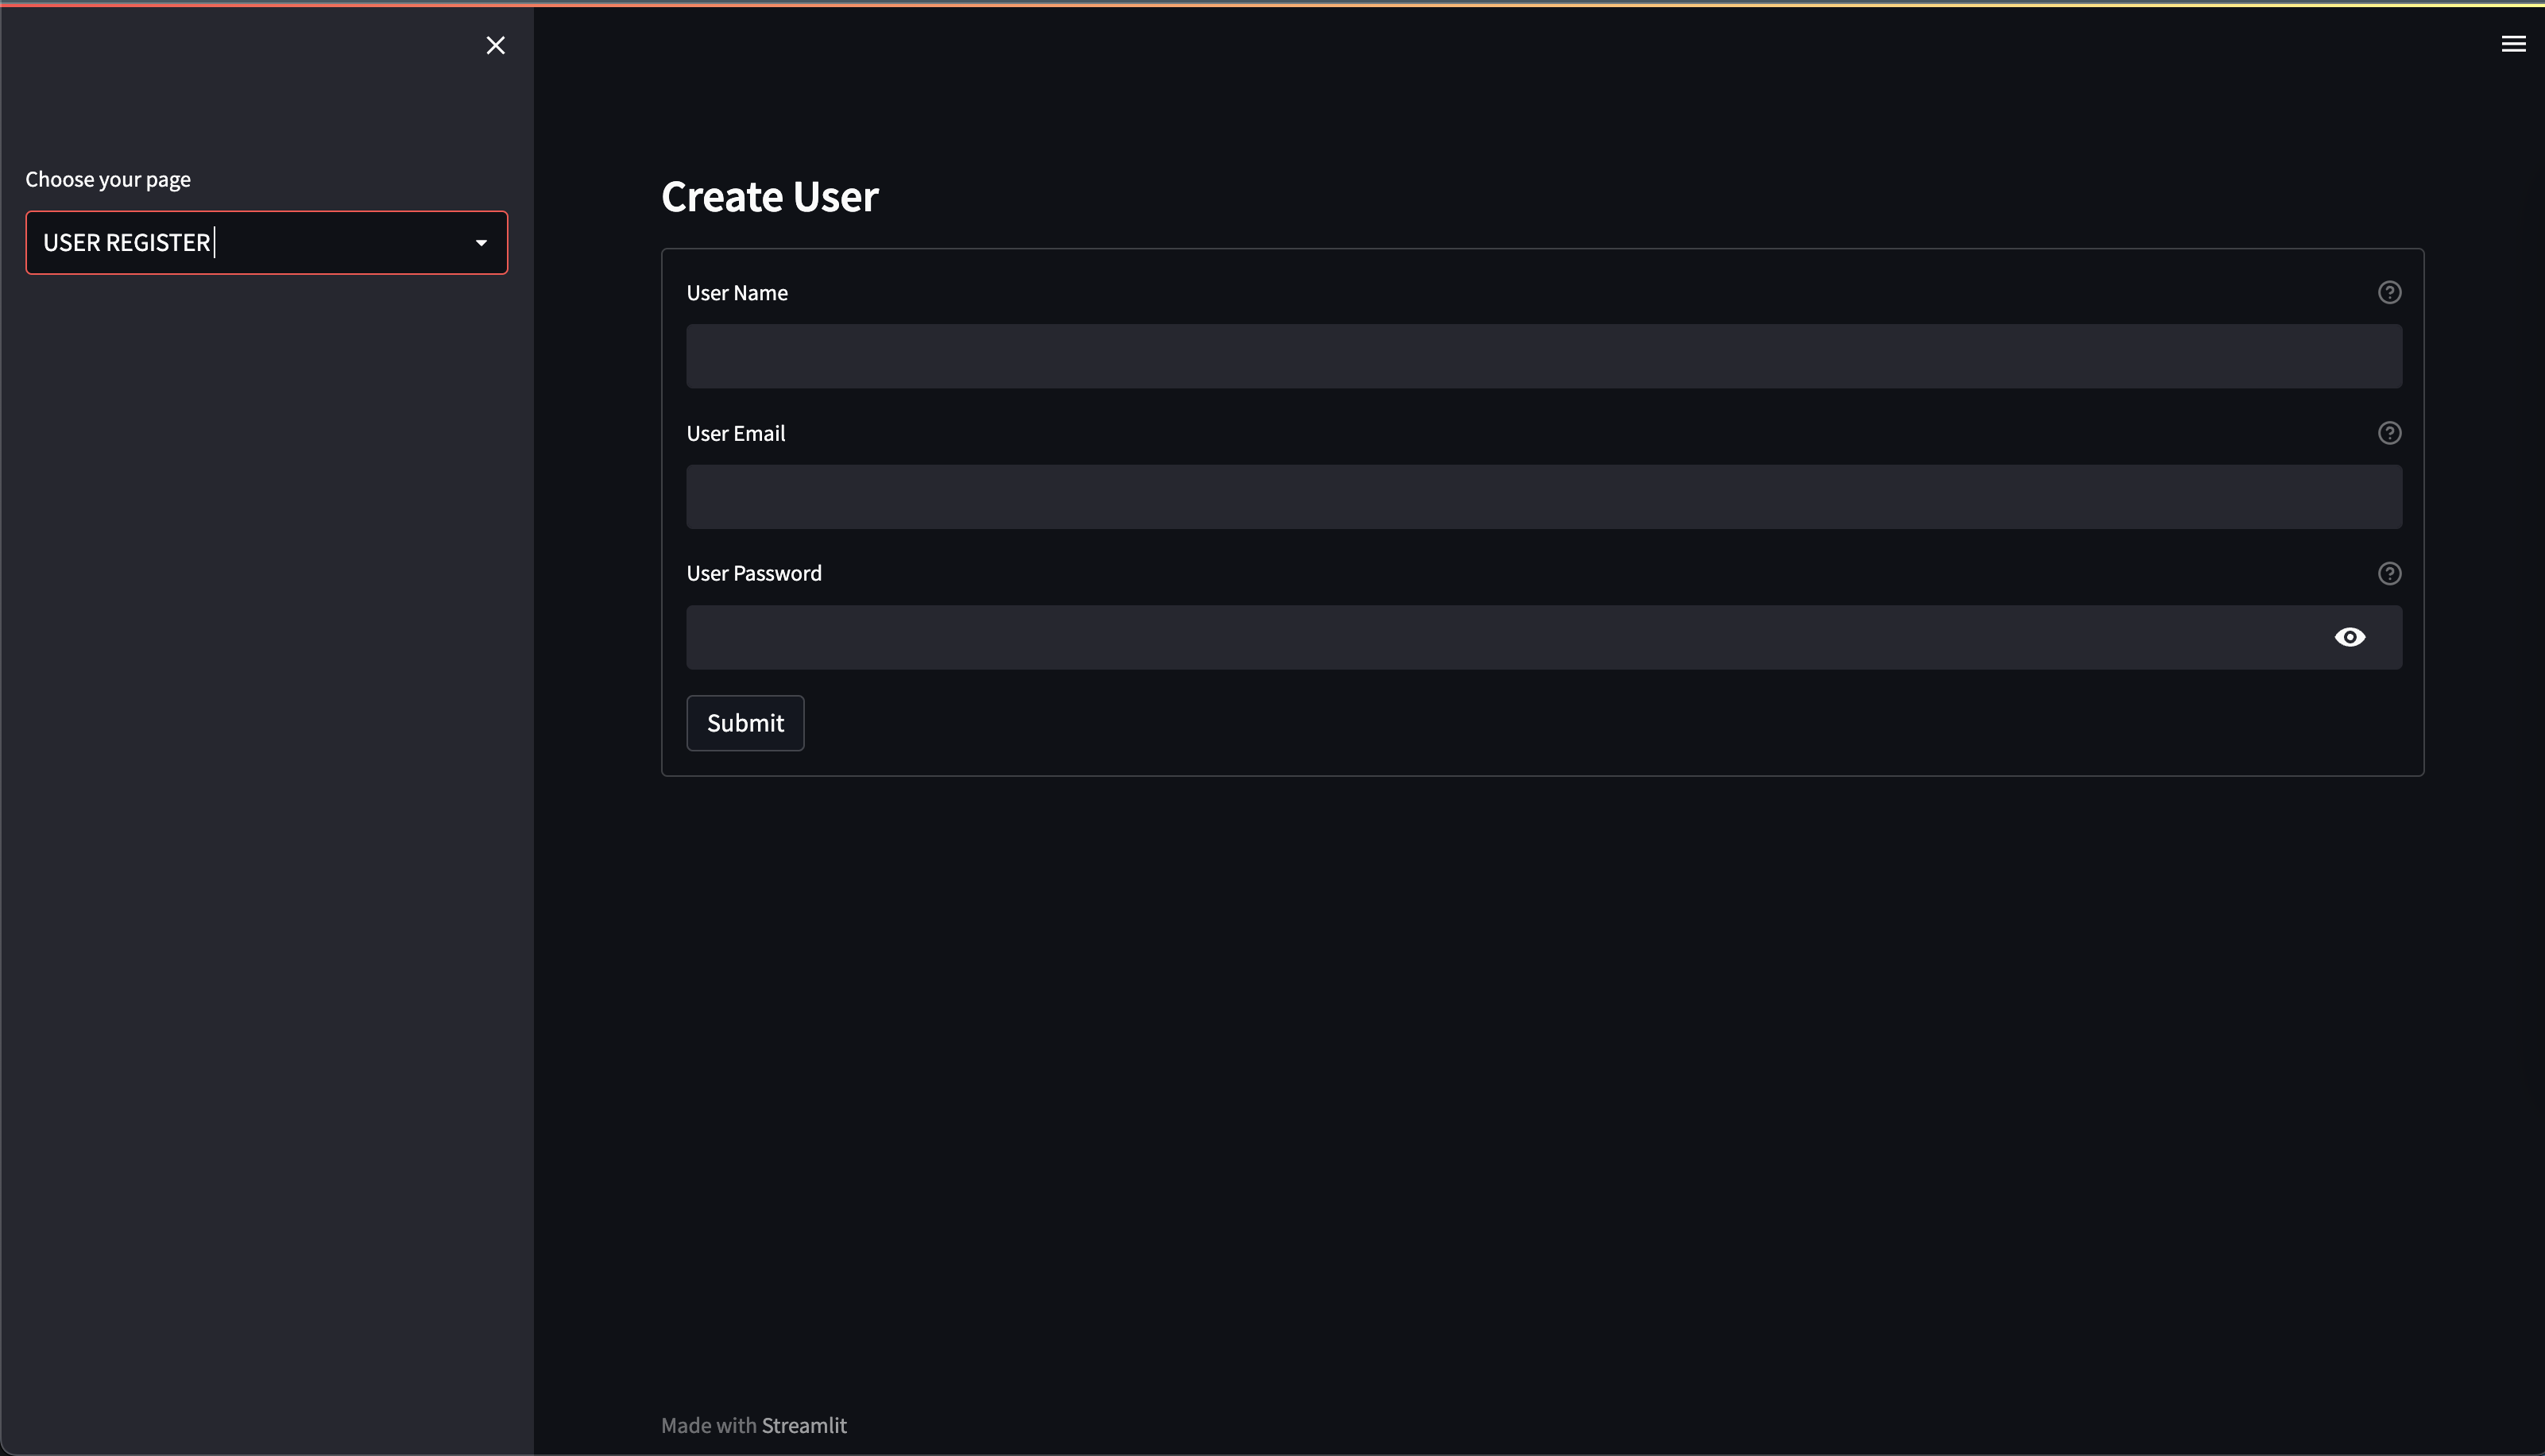 Choose your page
USER REGISTER
Create User
User Name
User Email
User Password
Submit
Made with Streamlit